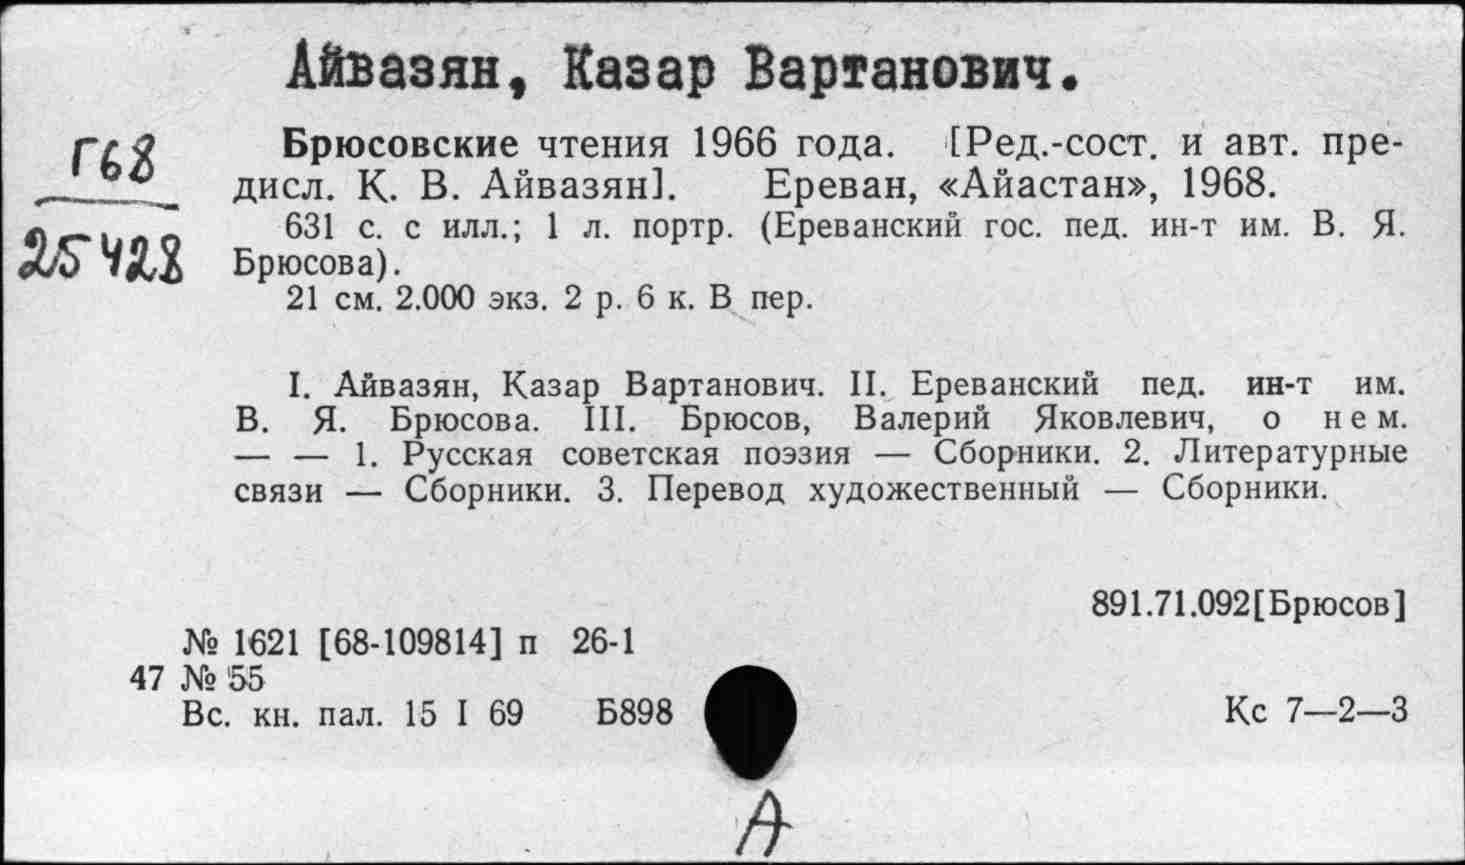 Айвазян, Казар Вартанович.
Г68
25428
Брюсовские чтения 1966 года. [Ред.-сост. и авт. пре-
дисл. К. В. Айвазян]. Ереван, «Айастан», 1968.
631 с. с илл.; 1 л. портр. (Ереванский гос. пед. ин-т им. В. Я.
Брюсова).
21 см. 2.000 экз. 2 р. 6 к. В пер.
I. Айвазян, Казар Вартанович. II. Ереванский пед. ин-т им.
В. Я. Брюсова. III. Брюсов, Валерий Яковлевич, о нем.
— — 1. Русская советская поэзия — Сборники. 2. Литературные
связи — Сборники. 3. Перевод художественный — Сборники.
891.71.092[Брюсов]
№ 1621 [68-109814] п 26-1
47 № 55
Вс. кн. пал. 15 I 69 Б898
Кс 7—2—3
А